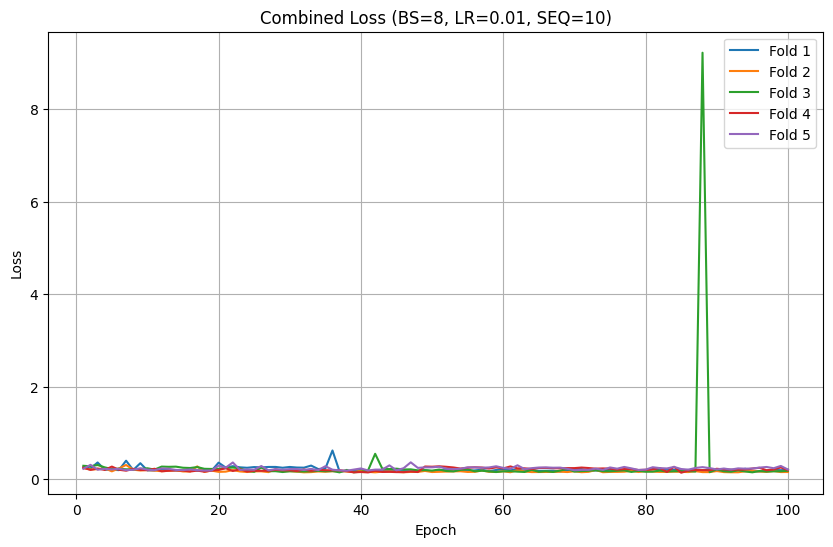 Combined Loss (BS=8, LR=0.01, SEQ=10)
Fold 1
Fold 2
Fold 3
Fold 4
Fold 5
8
6
4
2
0
Loss
0 20 40 60 80 100
Epoch